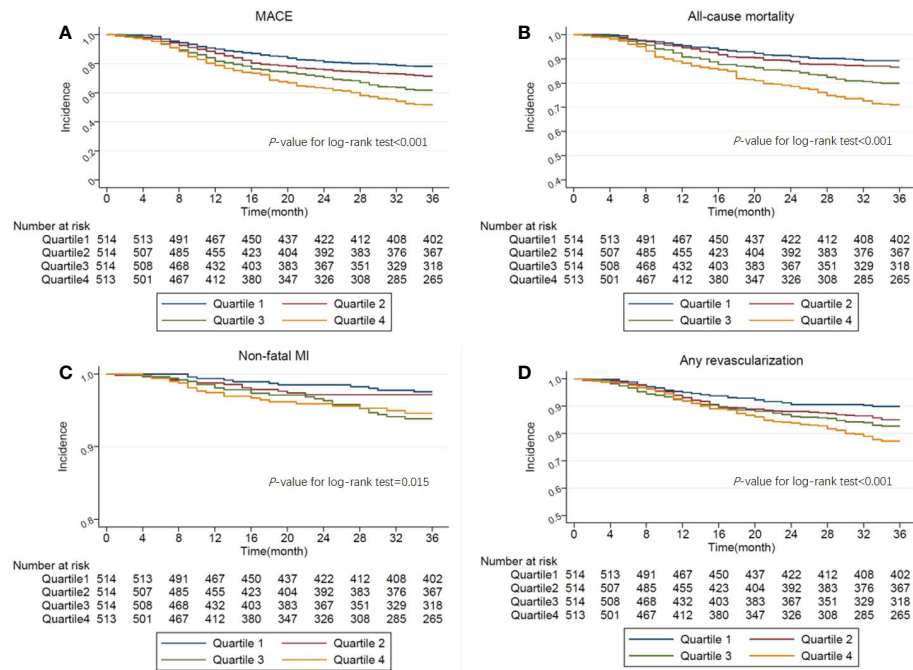 MACE
A
Incidence
1.0
0.8
0.6
0.4
0.2
0
P-value for log-rank test<0.001
0 4 8 12 16 20 24 28 32 36
Time(month)
Number at risk
Quartile1 514 513 491 467 450 437 422 412 408 402
Quartile2 514 507 485 455 423 404 392 383 376 367
Quartile3 514 508 468 432 403 383 367 351 329 318
Quartile4 513 501 467 412 380 347 326 308 285 265
Quartile 1 Quartile 2
Quartile 3 Quartile 4
All-cause mortality
B
Incidence
1.0
0.9
0.8
0.7
0.6
0.5
0.4
P-value for log-rank test<0.001
0 4 8 12 16 20 24 28 32 36
Time(month)
Number at risk
Quartile1 514 513 491 467 450 437 422 412 408 402
Quartile2 514 507 485 455 423 404 392 383 376 367
Quartile3 514 508 468 432 403 383 367 351 329 318
Quartile4 513 501 467 412 380 347 326 308 285 265
Quartile 1 Quartile 2
Quartile 3 Quartile 4
Non-fatal MI
C
Incidence
1.0
0.9
0.8
P-value for log-rank test=0.015
0 4 8 12 16 20 24 28 32 36
Time(month)
Number at risk
Quartile1 514 513 491 467 450 437 422 412 408 402
Quartile2 514 507 485 455 423 404 392 383 376 367
Quartile3 514 508 468 432 403 383 367 351 329 318
Quartile4 513 501 467 412 380 347 326 308 285 265
Quartile 1 Quartile 2
Quartile 3 Quartile 4
Any revascularization
D
Incidence
1.0
0.9
0.8
0.7
0.6
0.5
P-value for log-rank test<0.001
0 4 8 12 16 20 24 28 32 36
Time(month)
Number at risk
Quartile1 514 513 491 467 450 437 422 412 408 402
Quartile2 514 507 485 455 423 404 392 383 376 367
Quartile3 514 508 468 432 403 383 367 351 329 318
Quartile4 513 501 467 412 380 347 326 308 285 265
Quartile 1 Quartile 2
Quartile 3 Quartile 4